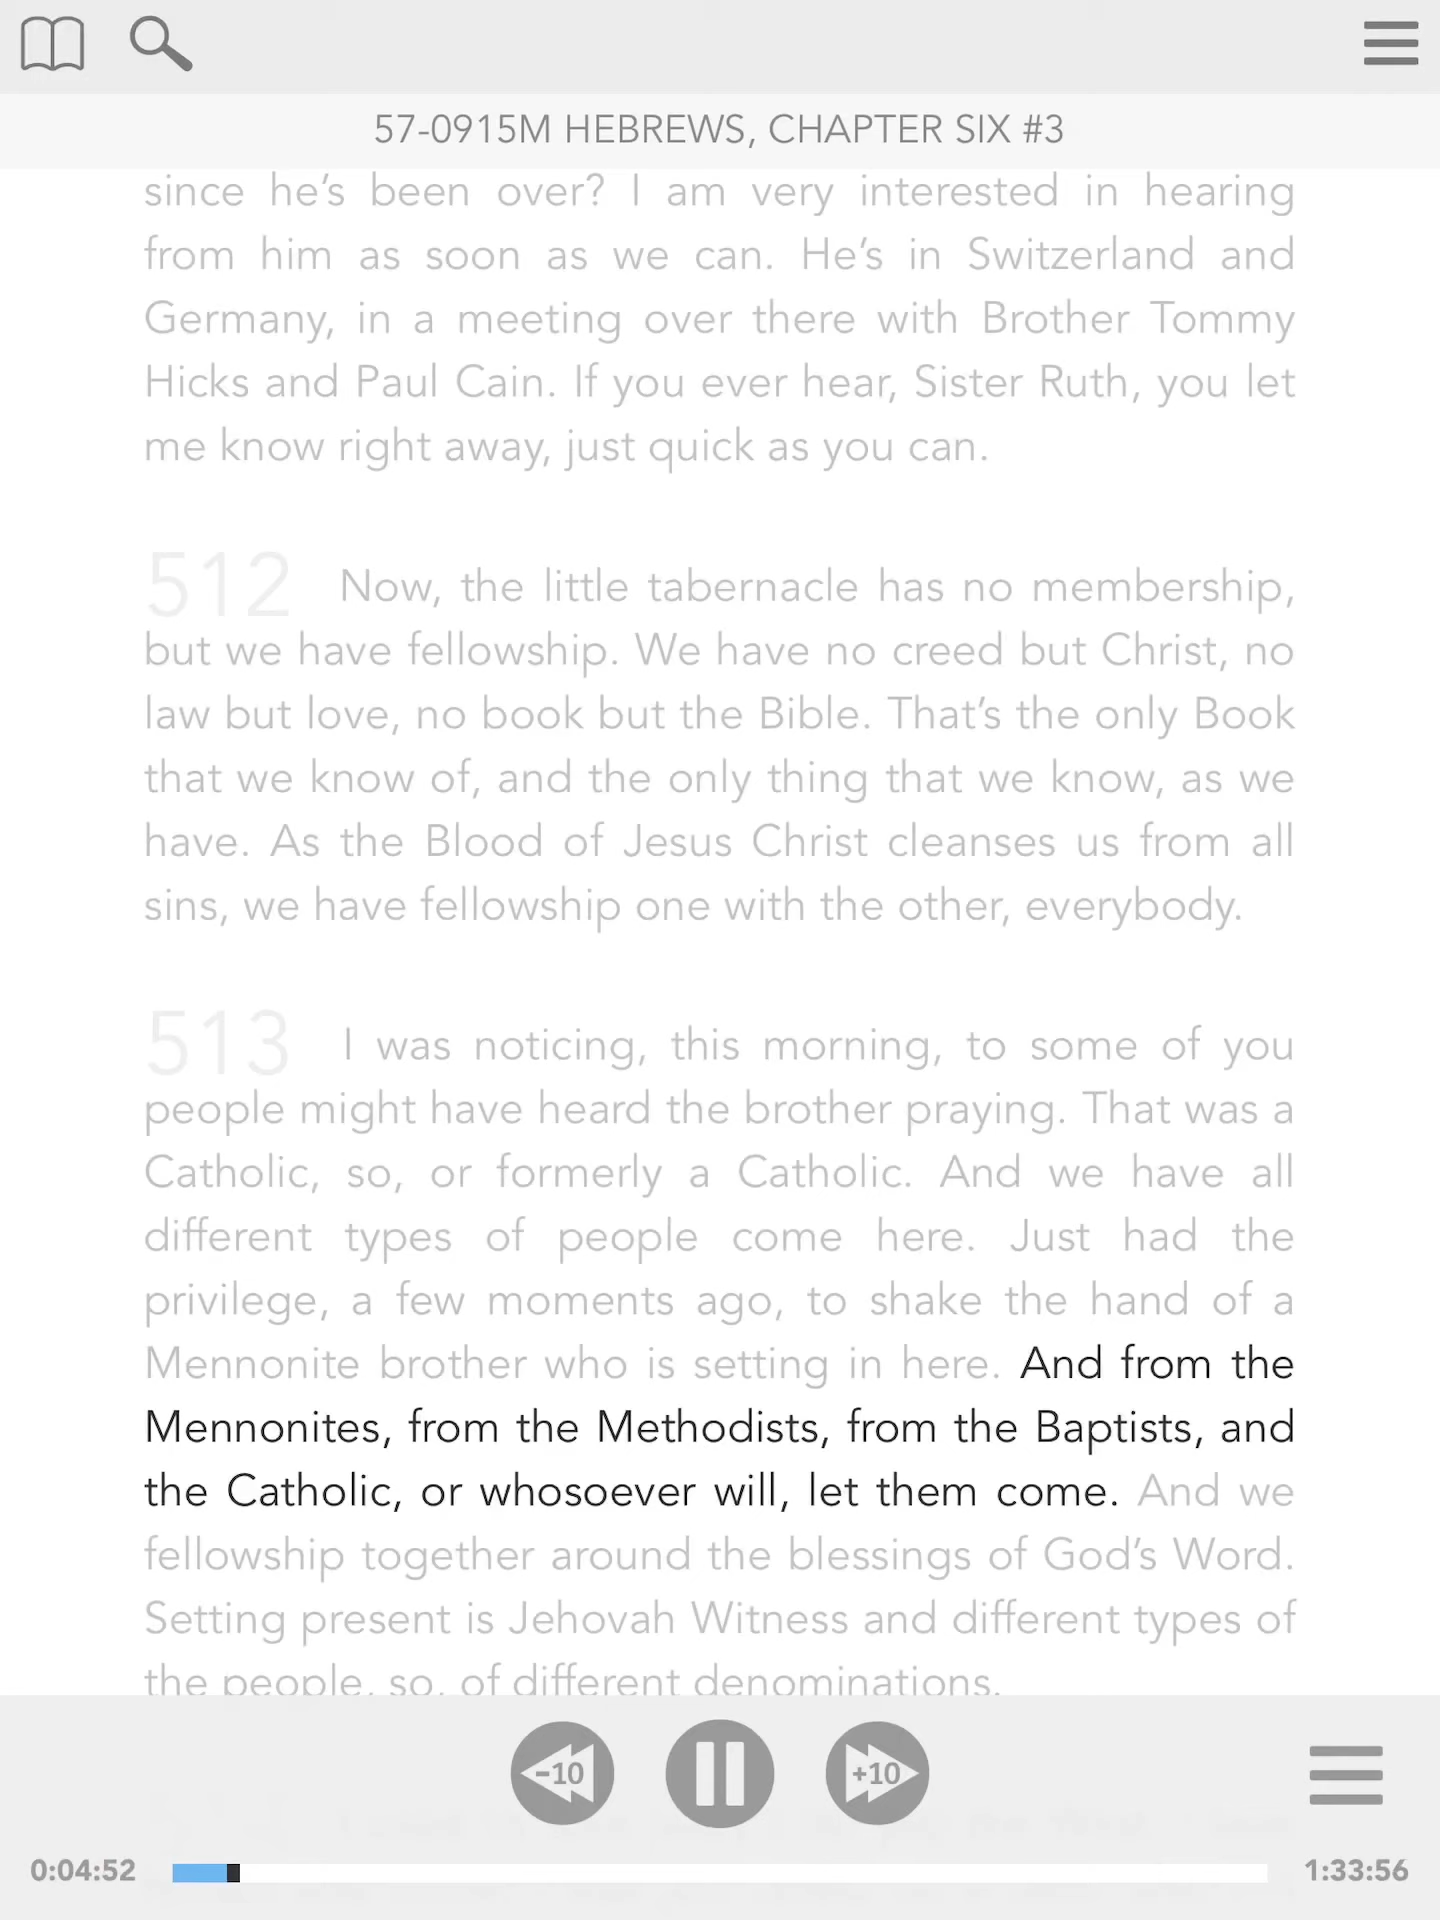 57-0915M HEBREWS, CHAPTER SIX #3
since he’s been over? I am very interested in hearing
from him as soon as we can. He’s in Switzerland and
Germany, in a meeting over there with Brother Tommy
Hicks and Paul Cain. If you ever hear, Sister Ruth, you let
me know right away, just quick as you can.
512 Now, the little tabernacle has no membership,
but we have fellowship. We have no creed but Christ, no
law but love, no book but the Bible. That’s the only Book
that we know of, and the only thing that we know, as we
have. As the Blood of Jesus Christ cleanses us from all
sins, we have fellowship one with the other, everybody.
513 I was noticing, this morning, to some of you
people might have heard the brother praying. That was a
Catholic, so, or formerly a Catholic. And we have all
different types of people come here. Just had the
privilege, a few moments ago, to shake the hand of a
Mennonite brother who is setting in here. And from the
Mennonites, from the Methodists, from the Baptists, and
the Catholic, or whosoever will, let them come. And we
fellowship together around the blessings of God’s Word.
Setting present is Jehovah Witness and different types of
the people, so, of different denominations.
-10 +10
0:04:52 1:33:56